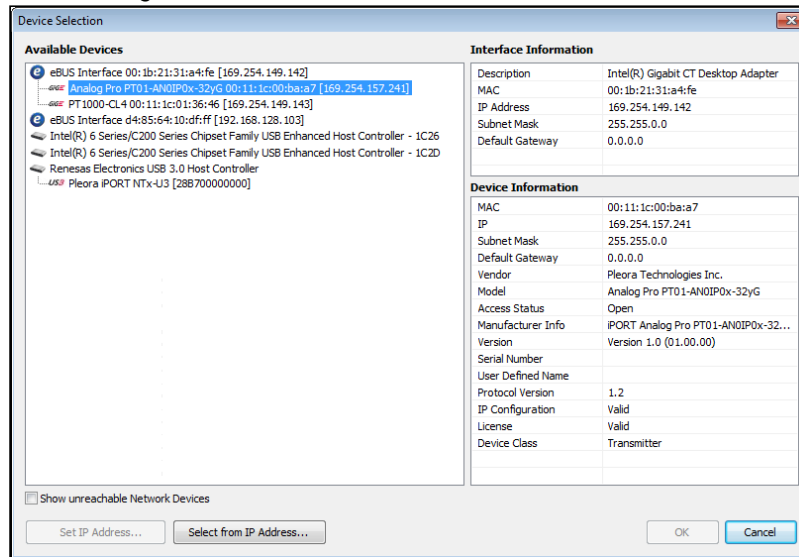 Device Selection
Available Devices
eBUS Interface 00:1b:21:31:a4:fe [169.254.149.142]
GIGE Analog Pro PT01-AN0IP0x-32yG 00:11:1c:00:ba:a7 [169.254.157.241]
GIGE PT1000-CL4 00:11:1c:01:36:46 [169.254.149.143]
eBUS Interface d4:85:64:10:df:ff [192.168.128.103]
Intel(R) 6 Series/C200 Series Chipset Family USB Enhanced Host Controller - 1C26
Intel(R) 6 Series/C200 Series Chipset Family USB Enhanced Host Controller - 1C2D
Renesas Electronics USB 3.0 Host Controller
U3V Pleora iPORT NTx-U3 [28B700000000]
Show unreachable Network Devices
Set IP Address...
Select from IP Address...
Interface Information
Description Intel(R) Gigabit CT Desktop Adapter
MAC 00:1b:21:31:a4:fe
IP Address 169.254.149.142
Subnet Mask 255.255.0.0
Default Gateway 0.0.0.0
Device Information
MAC 00:11:1c:00:ba:a7
IP 169.254.157.241
Subnet Mask 255.255.0.0
Default Gateway 0.0.0.0
Vendor Pleora Technologies Inc.
Model Analog Pro PT01-AN0IP0x-32yG
Access Status Open
Manufacturer Info iPORT Analog Pro PT01-AN0IP0x-32...
Version Version 1.0 (01.00.00)
Serial Number
User Defined Name
Protocol Version 1.2
IP Configuration Valid
License Valid
Device Class Transmitter
OK
Cancel